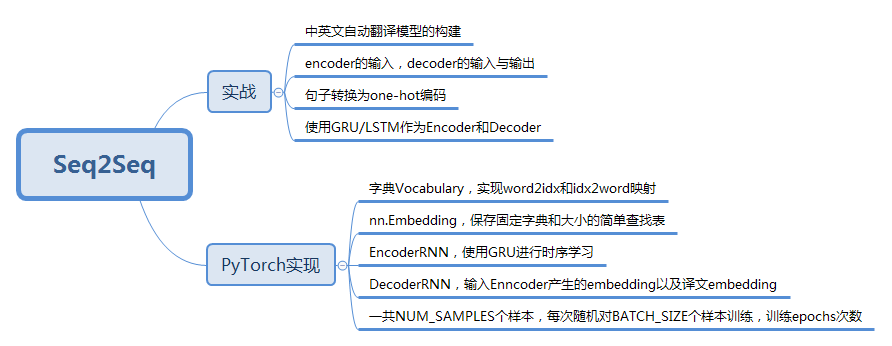 Seq2Seq
实战
中英文自动翻译模型的构建
encoder的输入，decoder的输入与输出
句子转换为one-hot编码
使用GRU/LSTM作为Encoder和Decoder
PyTorch实现
字典Vocabulary，实现word2idx和idx2word映射
nn.Embedding，保存固定字典和大小的简单查找表
EncoderRNN，使用GRU进行时序学习
DecoderRNN，输入Enncoder产生的embedding以及译文embedding
一共NUM_SAMPLES个样本，每次随机对BATCH_SIZE个样本训练，训练epochs次数